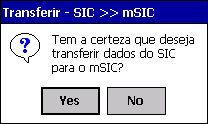 Transferir - SIC >> mSIC
Tem a certeza que deseja
transferir dados do SIC
para o mSIC?
Yes
No